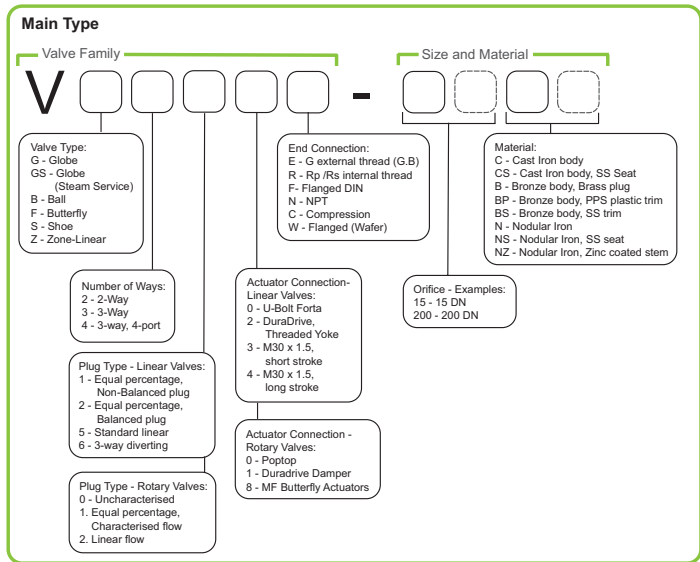 Main Type
Valve Family
Size and Material
V
-
Valve Type:
G - Globe
GS - Globe
(Steam Service)
B - Ball
F - Butterfly
S - Shoe
Z - Zone-Linear
End Connection:
E - G external thread (G.B)
R - Rp /Rs internal thread
F- Flanged DIN
N - NPT
C - Compression
W - Flanged (Wafer)
Material:
C - Cast Iron body
CS - Cast Iron body, SS Seat
B - Bronze body, Brass plug
BP - Bronze body, PPS plastic trim
BS - Bronze body, SS trim
N - Nodular Iron
NS - Nodular Iron, SS seat
NZ - Nodular Iron, Zinc coated stem
Number of Ways:
2 - 2-Way
3 - 3-Way
4 - 3-way, 4-port
Actuator Connection-
Linear Valves:
0 - U-Bolt Forta
2 - DuraDrive,
Threaded Yoke
3 - M30 x 1.5,
short stroke
4 - M30 x 1.5,
long stroke
Orifice - Examples:
15 - 15 DN
200 - 200 DN
Plug Type - Linear Valves:
1 - Equal percentage,
Non-Balanced plug
2 - Equal percentage,
Balanced plug
5 - Standard linear
6 - 3-way diverting
Actuator Connection -
Rotary Valves:
0 - Poptop
1 - Duradrive Damper
8 - MF Butterfly Actuators
Plug Type - Rotary Valves:
0 - Uncharacterised
1. Equal percentage,
Characterised flow
2. Linear flow